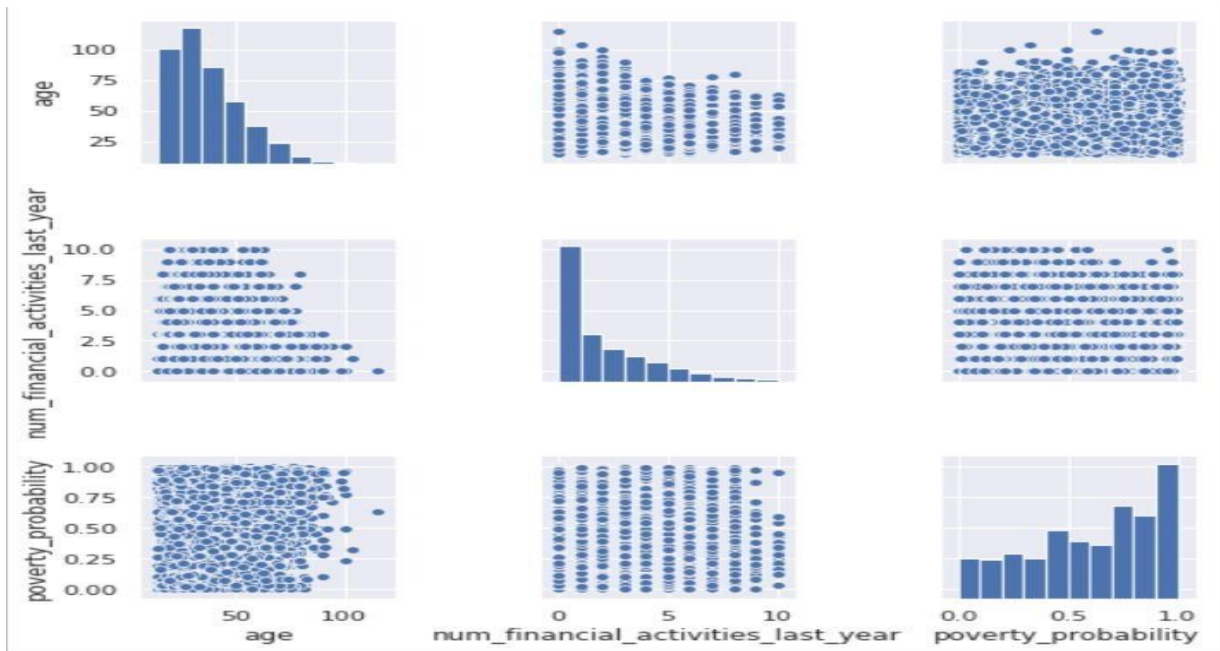 age
100
75
50
25
num_financial_activities_last_year
10.0
7.5
5.0
2.5
0.0
poverty_probability
1.00
0.75
0.50
0.25
0.00
50 100
age
0 5 10
num_financial_activities_last_year
0.0 0.5 1.0
poverty_probability